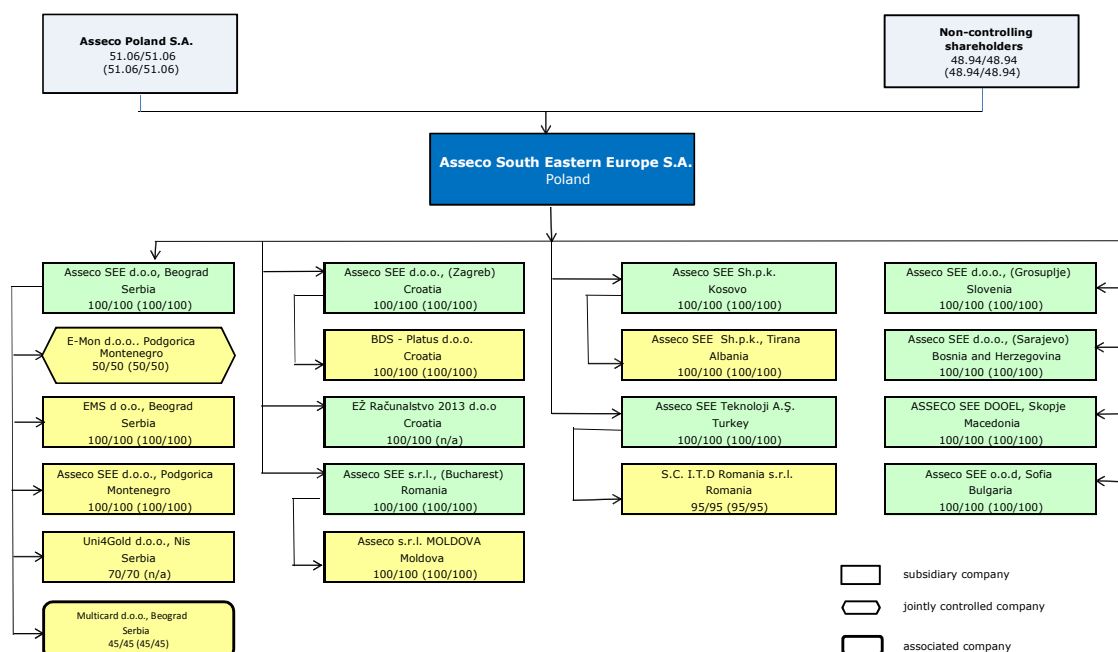 Asseco Poland S.A.
51.06/51.06
(51.06/51.06)
Non-controlling
shareholders
48.94/48.94
(48.94/48.94)
Asseco South Eastern Europe S.A.
Poland
Asseco SEE d.o.o, Beograd
Serbia
100/100 (100/100)
E-Mon d.o.o.. Podgorica
Montenegro
50/50 (50/50)
EMS d o.o., Beograd
Serbia
100/100 (100/100)
Asseco SEE d.o.o., Podgorica
Montenegro
100/100 (100/100)
Uni4Gold d.o.o., Nis
Serbia
70/70 (n/a)
Multicard d.o.o., Beograd
Serbia
45/45 (45/45)
Asseco SEE d.o.o., (Zagreb)
Croatia
100/100 (100/100)
BDS - Platus d.o.o.
Croatia
100/100 (100/100)
EŽ Računalstvo 2013 d.o.o
Croatia
100/100 (n/a)
Asseco SEE s.r.l., (Bucharest)
Romania
100/100 (100/100)
Asseco s.r.l. MOLDOVA
Moldova
100/100 (100/100)
Asseco SEE Sh.p.k.
Kosovo
100/100 (100/100)
Asseco SEE Sh.p.k., Tirana
Albania
100/100 (100/100)
Asseco SEE Teknoloji A.Ş.
Turkey
100/100 (100/100)
S.C. I.T.D Romania s.r.l.
Romania
95/95 (95/95)
Asseco SEE d.o.o., (Grosuplje)
Slovenia
100/100 (100/100)
Asseco SEE d.o.o., (Sarajevo)
Bosnia and Herzegovina
100/100 (100/100)
ASSECO SEE DOOEL, Skopje
Macedonia
100/100 (100/100)
Asseco SEE o.o.d, Sofia
Bulgaria
100/100 (100/100)
subsidiary company
jointly controlled company
associated company